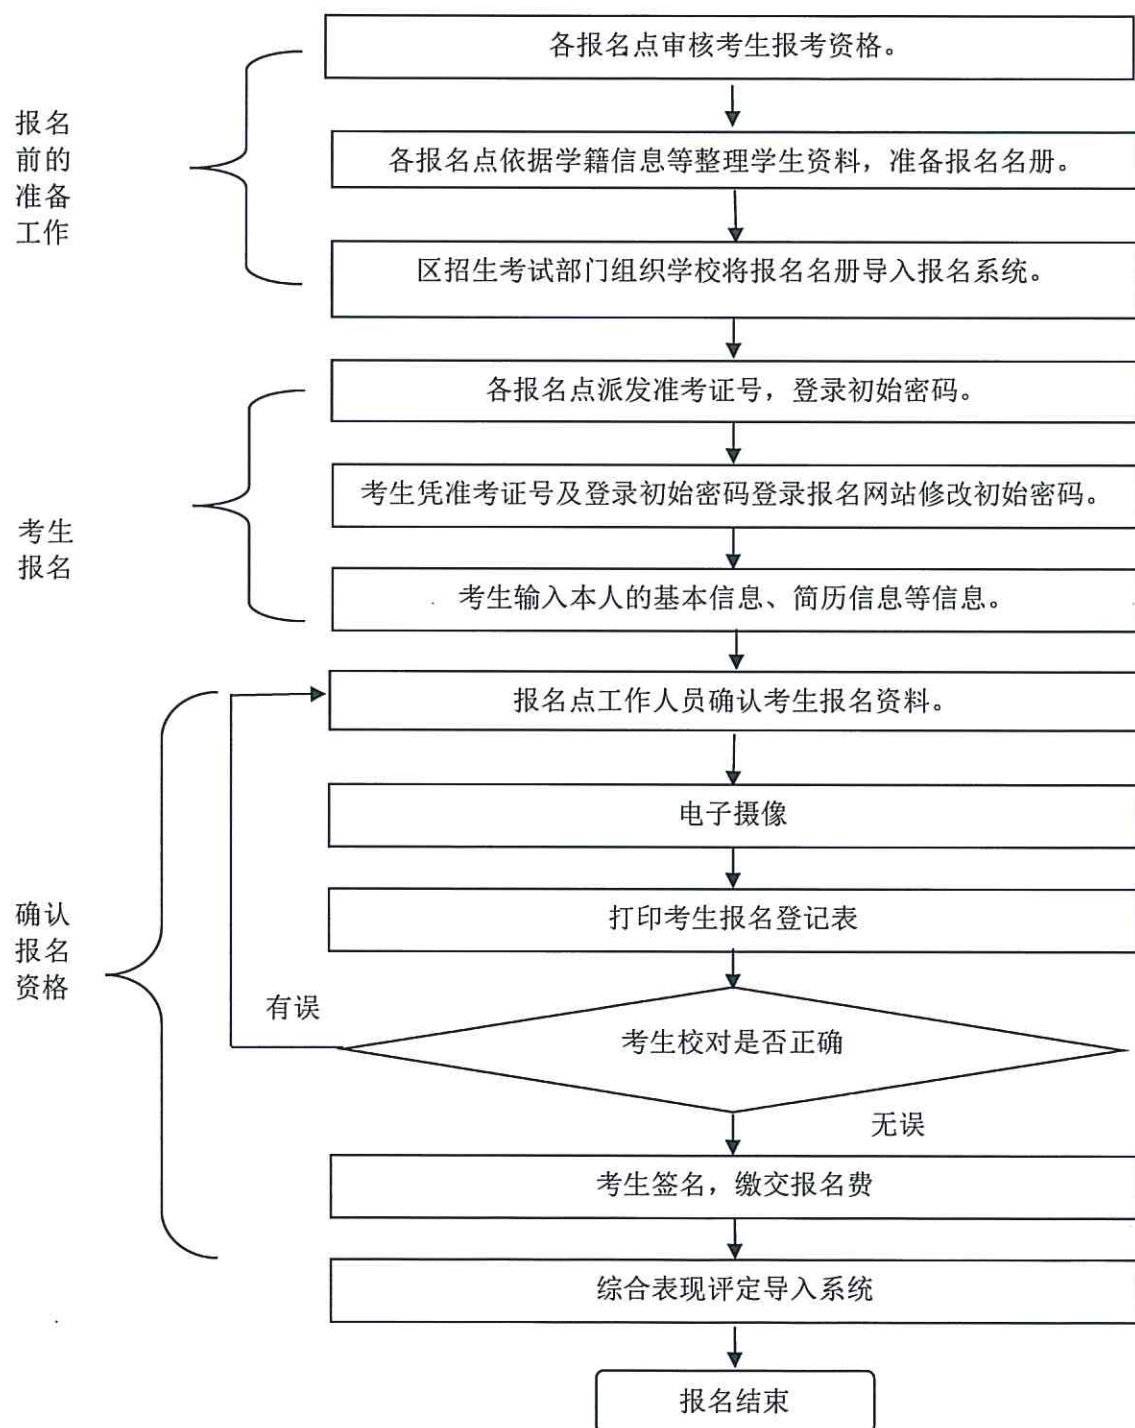 各报名点审核考生报考资格。
报名
前的
准备
工作
各报名点依据学籍信息等整理学生资料，准备报名名册。
区招生考试部门组织学校将报名名册导入报名系统。
各报名点派发准考证号，登录初始密码。
考生凭准考证号及登录初始密码登录报名网站修改初始密码。
考生
报名
考生输入本人的基本信息、简历信息等信息。
报名点工作人员确认考生报名资料。
电子摄像
打印考生报名登记表
确认
报名
资格
有误
考生校对是否正确
无误
考生签名，缴交报名费
综合表现评定导入系统
报名结束